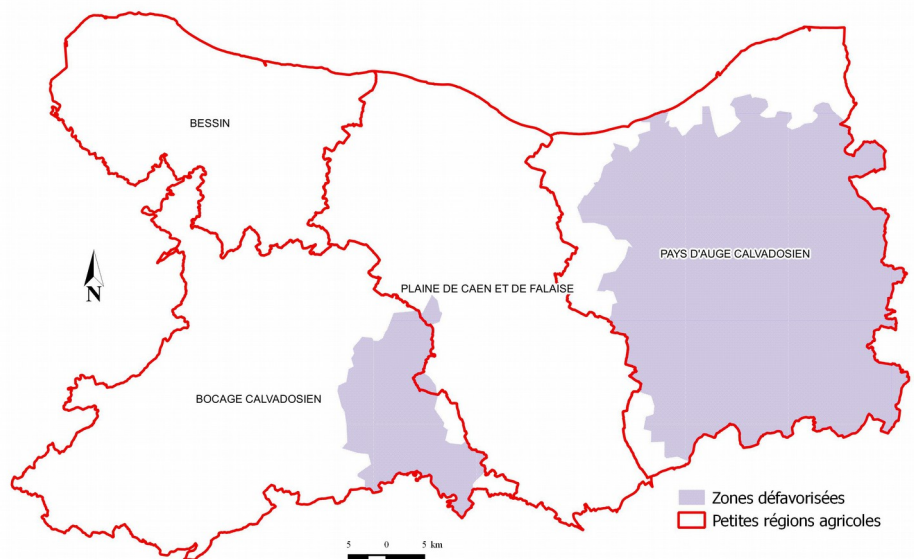 BESSIN
PAYS D'AUGE CALVADOSIEN
N
PLAINE DE CAEN ET DE FALAISE
BOCAGE CALVADOSIEN
Zones défavorisées
Petites régions agricoles
5 0 5 km